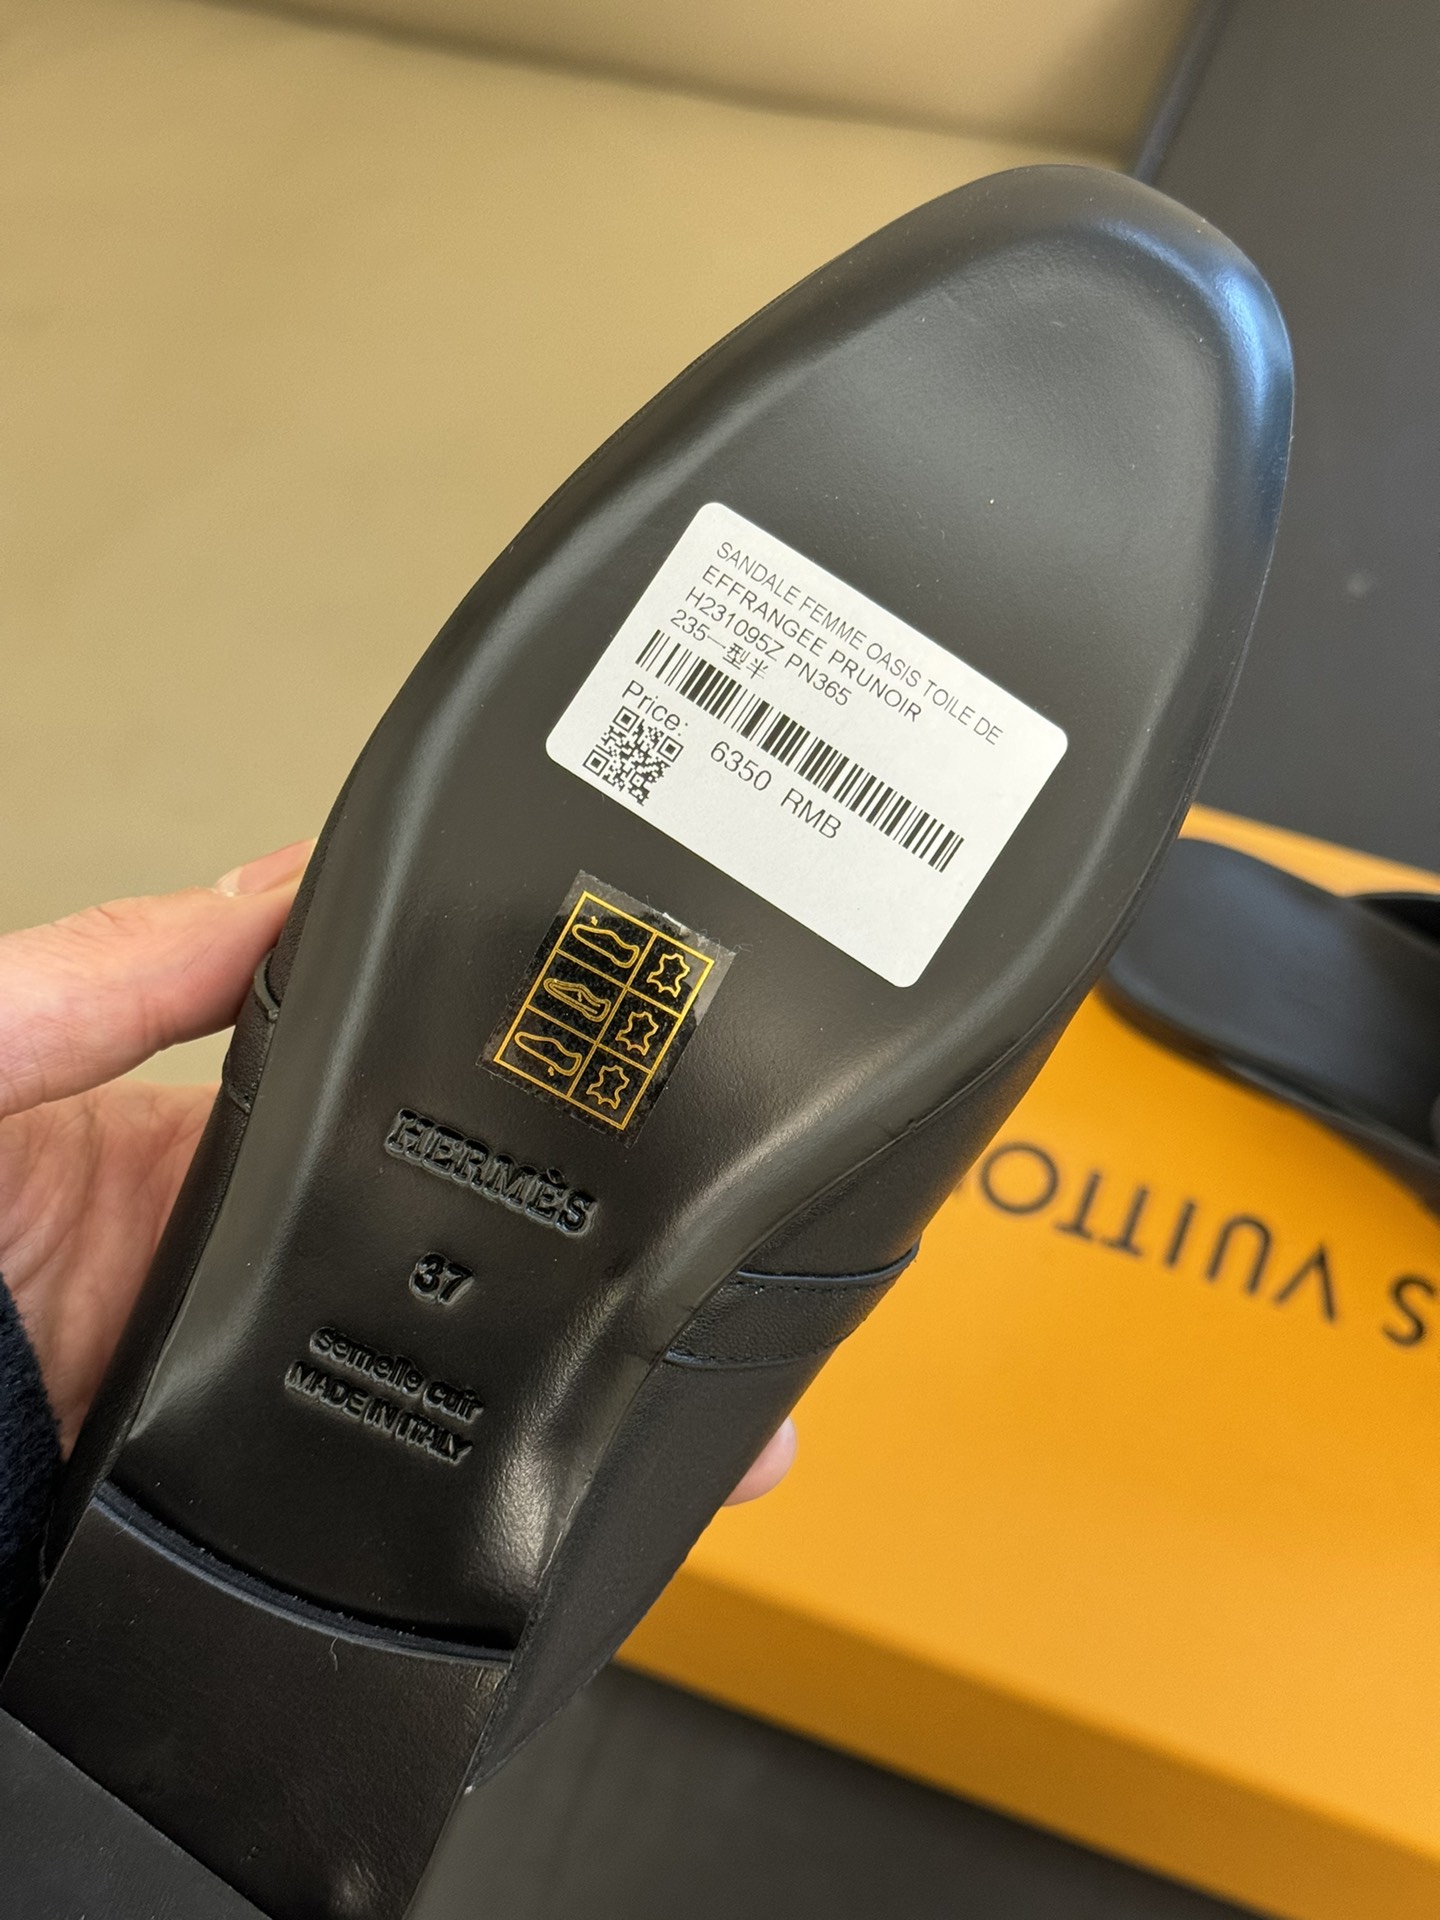 SANDALE FEMME OASIS TOILE DE
EFFRANGEE PRUNOIR
H231095Z PN365
235一型半
Price: 6350 RMB
HERMÈS
37
semelle cuir
MADE IN ITALY
S VUITTON